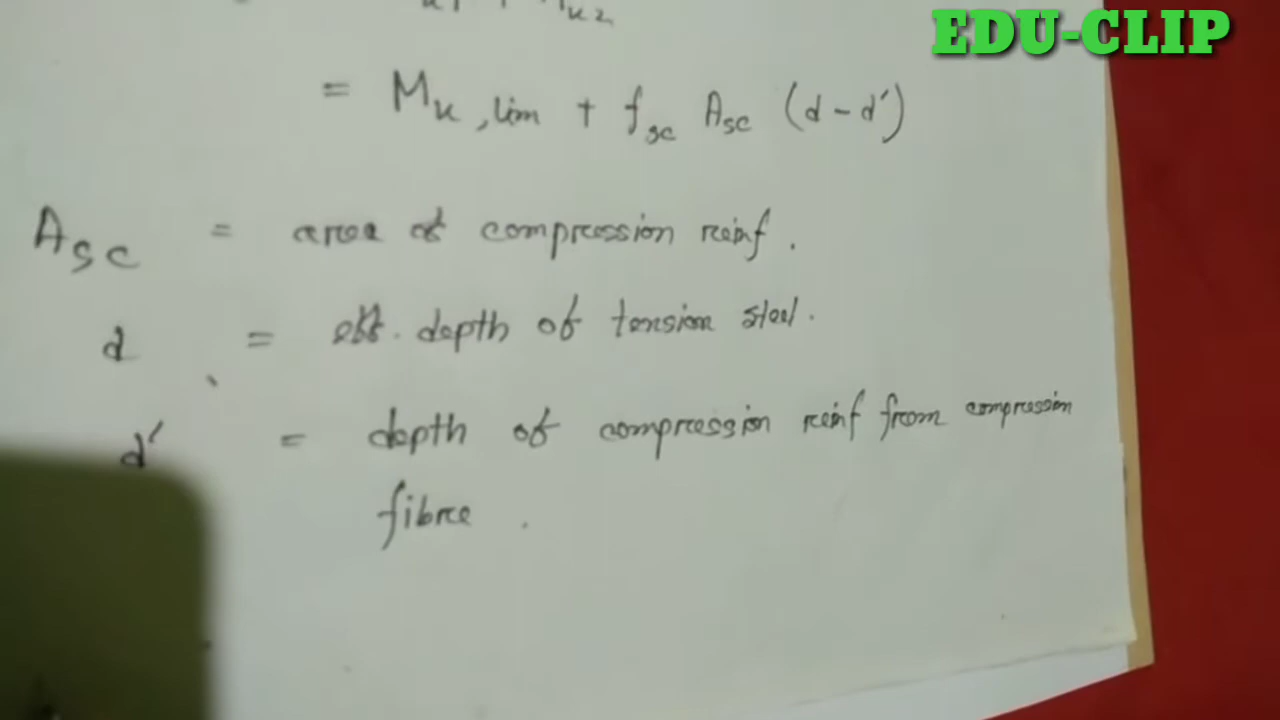 EDU-CLIP
= Mu,lim + fsc Asc (d - d')
Asc = area of compression reinf.
d = eff. depth of tension steel.
d' = depth of compression reinf from compression
fibre.